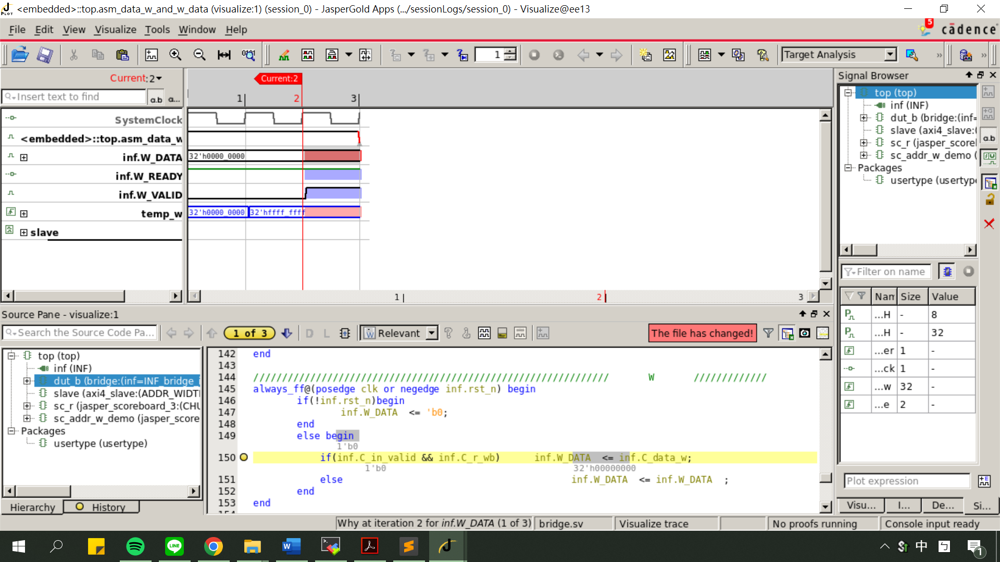 <embedded>::top.asm_data_w_and_w_data (visualize:1) (session_0) - JasperGold Apps (.../sessionLogs/session_0) - Visualize@ee13
File Edit View Visualize Tools Window Help
5
cādence
1
Target Analysis
Current:2
Insert text to find
a.b
a...
Current:2
1
2
3
SystemClock
<embedded>::top.asm_data_w
inf.W_DATA
32'h0000_0000
inf.W_READY
inf.W_VALID
temp_w
32'h0000_0000
32'hffff_ffff
slave
1
2
3
Signal Browser
top (top)
inf (INF)
dut_b (bridge:(inf=
slave (axi4_slave:(
sc_r (jasper_scorel
sc_addr_w_demo (
Packages
usertype (usertype
a.b
Filter on name
Nam Size Value
...H - 8
...H - 32
...er 1 -
...ck 1 -
...w 32 -
...e 2 -
Plot expression
Visu... I... De... Si...
Source Pane - visualize:1
Search the Source Code Pa...
1 of 3
D L
Relevant
The file has changed!
top (top)
inf (INF)
dut_b (bridge:(inf=INF_bridge_i
slave (axi4_slave:(ADDR_WIDTI
sc_r (jasper_scoreboard_3:(CHU
sc_addr_w_demo (jasper_score
Packages
usertype (usertype)
Hierarchy History
142 end
143
144 ////////////////////////////////////////////////////////////// W /////////////
145 always_ff@(posedge clk or negedge inf.rst_n) begin
146 if(!inf.rst_n)begin
147 inf.W_DATA <= 'b0;
148 end
149 else begin
1'b0
150 if(inf.C_in_valid && inf.C_r_wb) inf.W_DATA <= inf.C_data_w;
1'b0 32'h00000000
151 else inf.W_DATA <= inf.W_DATA ;
152 end
153 end
Why at iteration 2 for inf.W_DATA (1 of 3) bridge.sv Visualize trace No proofs running Console input ready
LINE
中
ㄅ
1